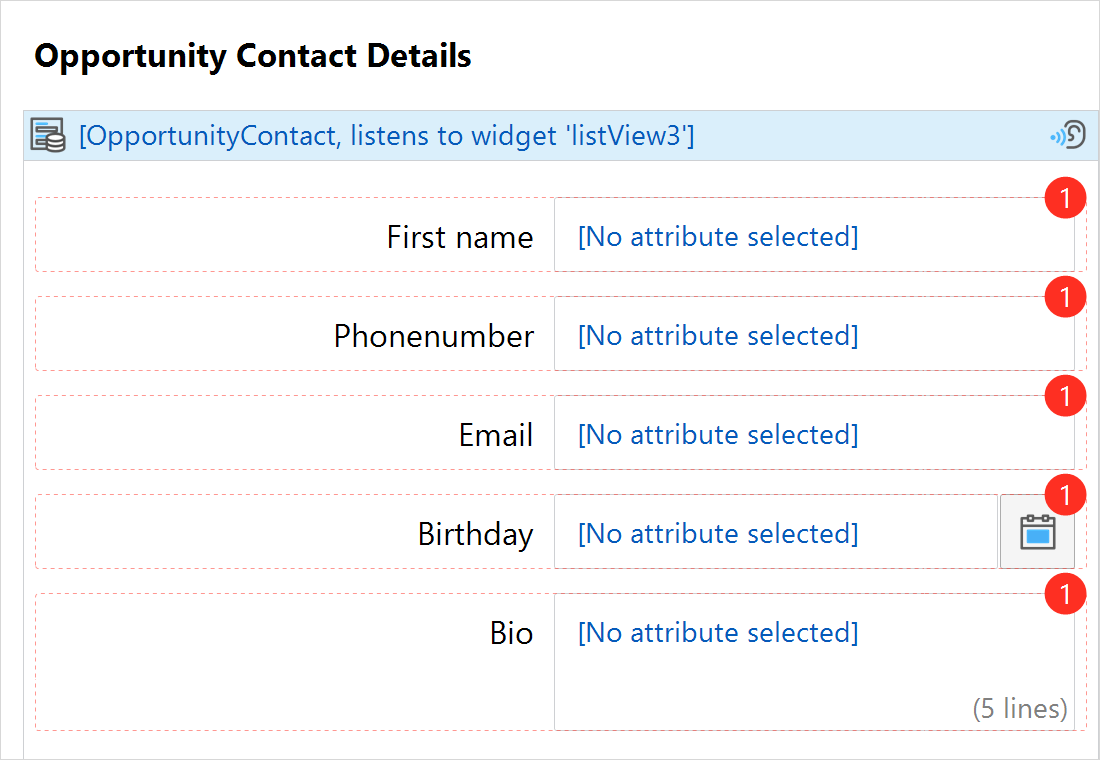 Opportunity Contact Details
[OpportunityContact, listens to widget 'listView3']
1
First name [No attribute selected]
1
Phonenumber [No attribute selected]
1
Email [No attribute selected]
1
Birthday [No attribute selected]
1
Bio [No attribute selected]
(5 lines)